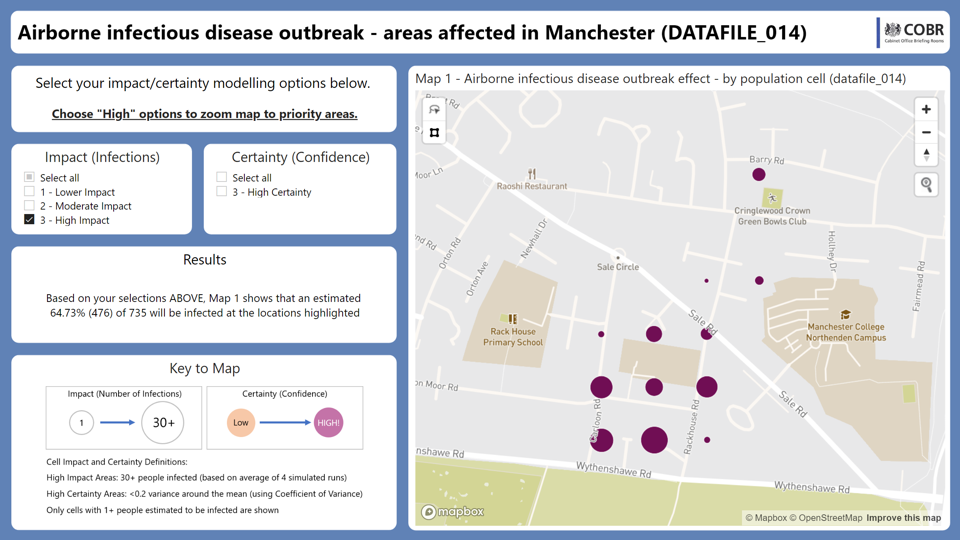 Airborne infectious disease outbreak - areas affected in Manchester (DATAFILE_014)
COBR
Cabinet Office Briefing Rooms
Select your impact/certainty modelling options below.
Choose "High" options to zoom map to priority areas.
Impact (Infections)
Select all
1 - Lower Impact
2 - Moderate Impact
3 - High Impact
Certainty (Confidence)
Select all
3 - High Certainty
Results
Based on your selections ABOVE, Map 1 shows that an estimated
64.73% (476) of 735 will be infected at the locations highlighted
Key to Map
Impact (Number of Infections)
1
30+
Certainty (Confidence)
Low
HIGH!
Cell Impact and Certainty Definitions:
High Impact Areas: 30+ people infected (based on average of 4 simulated runs)
High Certainty Areas: <0.2 variance around the mean (using Coefficient of Variance)
Only cells with 1+ people estimated to be infected are shown
Map 1 - Airborne infectious disease outbreak effect - by population cell (datafile_014)
Rd
Moor Ln
Raoshi Restaurant
Barry Rd
Cringlewood Crown
Green Bowls Club
nd Rd
Orton Rd
Newhall Dr
Orton Ave
Sale Circle
Hollney Dr
Fairmead Rd
Sale Rd
Rack House
Primary School
Manchester College
Northenden Campus
on Moor Rd
Sale Rd
Rackhouse Rd
nshawe Rd
Wythenshawe Rd
Wythenshawe Rd
mapbox
© Mapbox © OpenStreetMap Improve this map